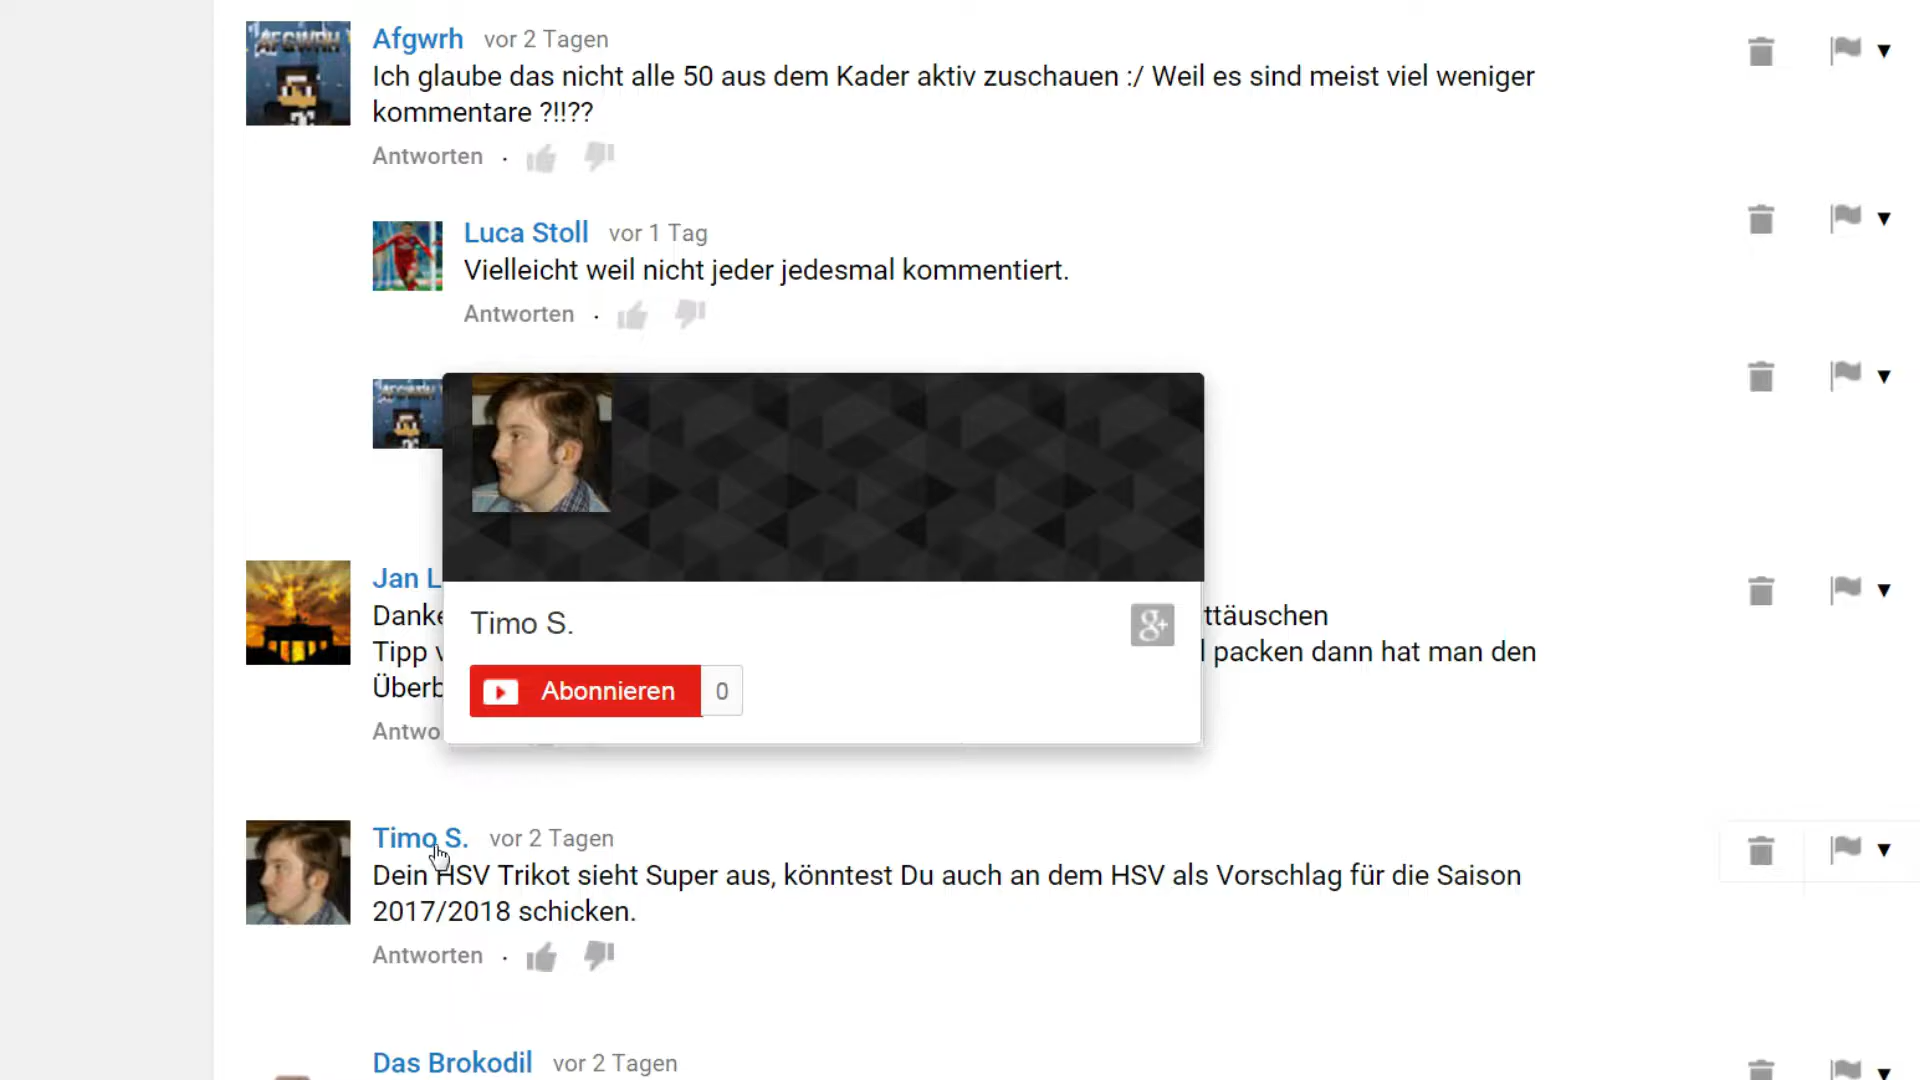 AFGWRH
Afgwrh vor 2 Tagen
Ich glaube das nicht alle 50 aus dem Kader aktiv zuschauen :/ Weil es sind meist viel weniger
kommentare ?!!??
Antworten ·
Luca Stoll vor 1 Tag
Vielleicht weil nicht jeder jedesmal kommentiert.
Antworten ·
AFGWRH
Jan L
Danke ttäuschen
Timo S. g+
Tipp v packen dann hat man den
Überb
Abonnieren 0
Antwo
Timo S. vor 2 Tagen
Dein HSV Trikot sieht Super aus, könntest Du auch an dem HSV als Vorschlag für die Saison
2017/2018 schicken.
Antworten ·
Das Brokodil vor 2 Tagen